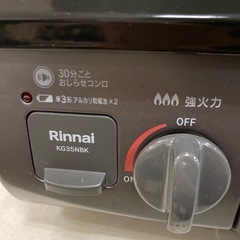 30分ごと
おしらせコンロ
単3形 アルカリ乾電池×2
強火力
OFF
Rinnai
KG35NBK
ON